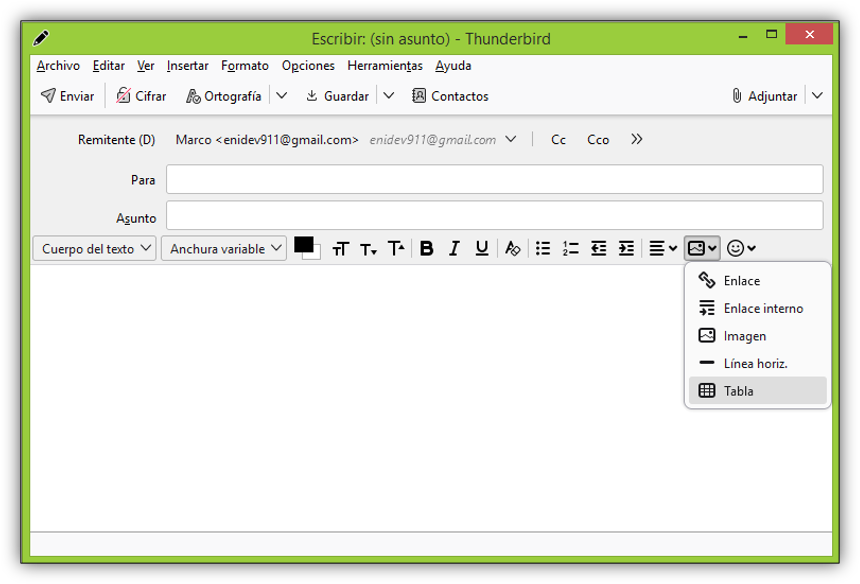 Escribir: (sin asunto) - Thunderbird
Archivo Editar Ver Insertar Formato Opciones Herramientas Ayuda
Enviar Cifrar Ortografía Guardar Contactos Adjuntar
Remitente (D) Marco <enidev911@gmail.com> enidev911@gmail.com Cc Cco
Para
Asunto
Cuerpo del texto Anchura variable
Enlace
Enlace interno
Imagen
Línea horiz.
Tabla